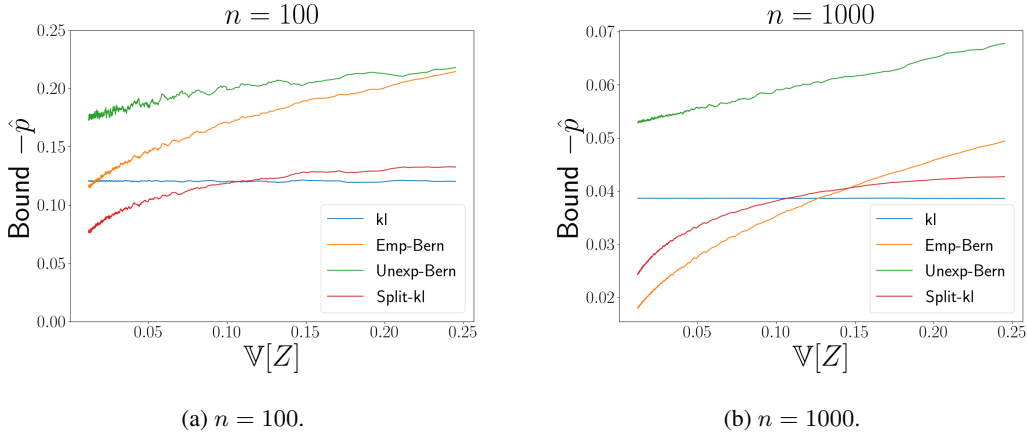 n = 100
Bound −p̂
0.25
0.20
0.15
0.10
0.05
0.00
0.05 0.10 0.15 0.20 0.25
𝕍[Z]
kl
Emp-Bern
Unexp-Bern
Split-kl
(a) n = 100.
n = 1000
Bound −p̂
0.07
0.06
0.05
0.04
0.03
0.02
0.05 0.10 0.15 0.20 0.25
𝕍[Z]
kl
Emp-Bern
Unexp-Bern
Split-kl
(b) n = 1000.